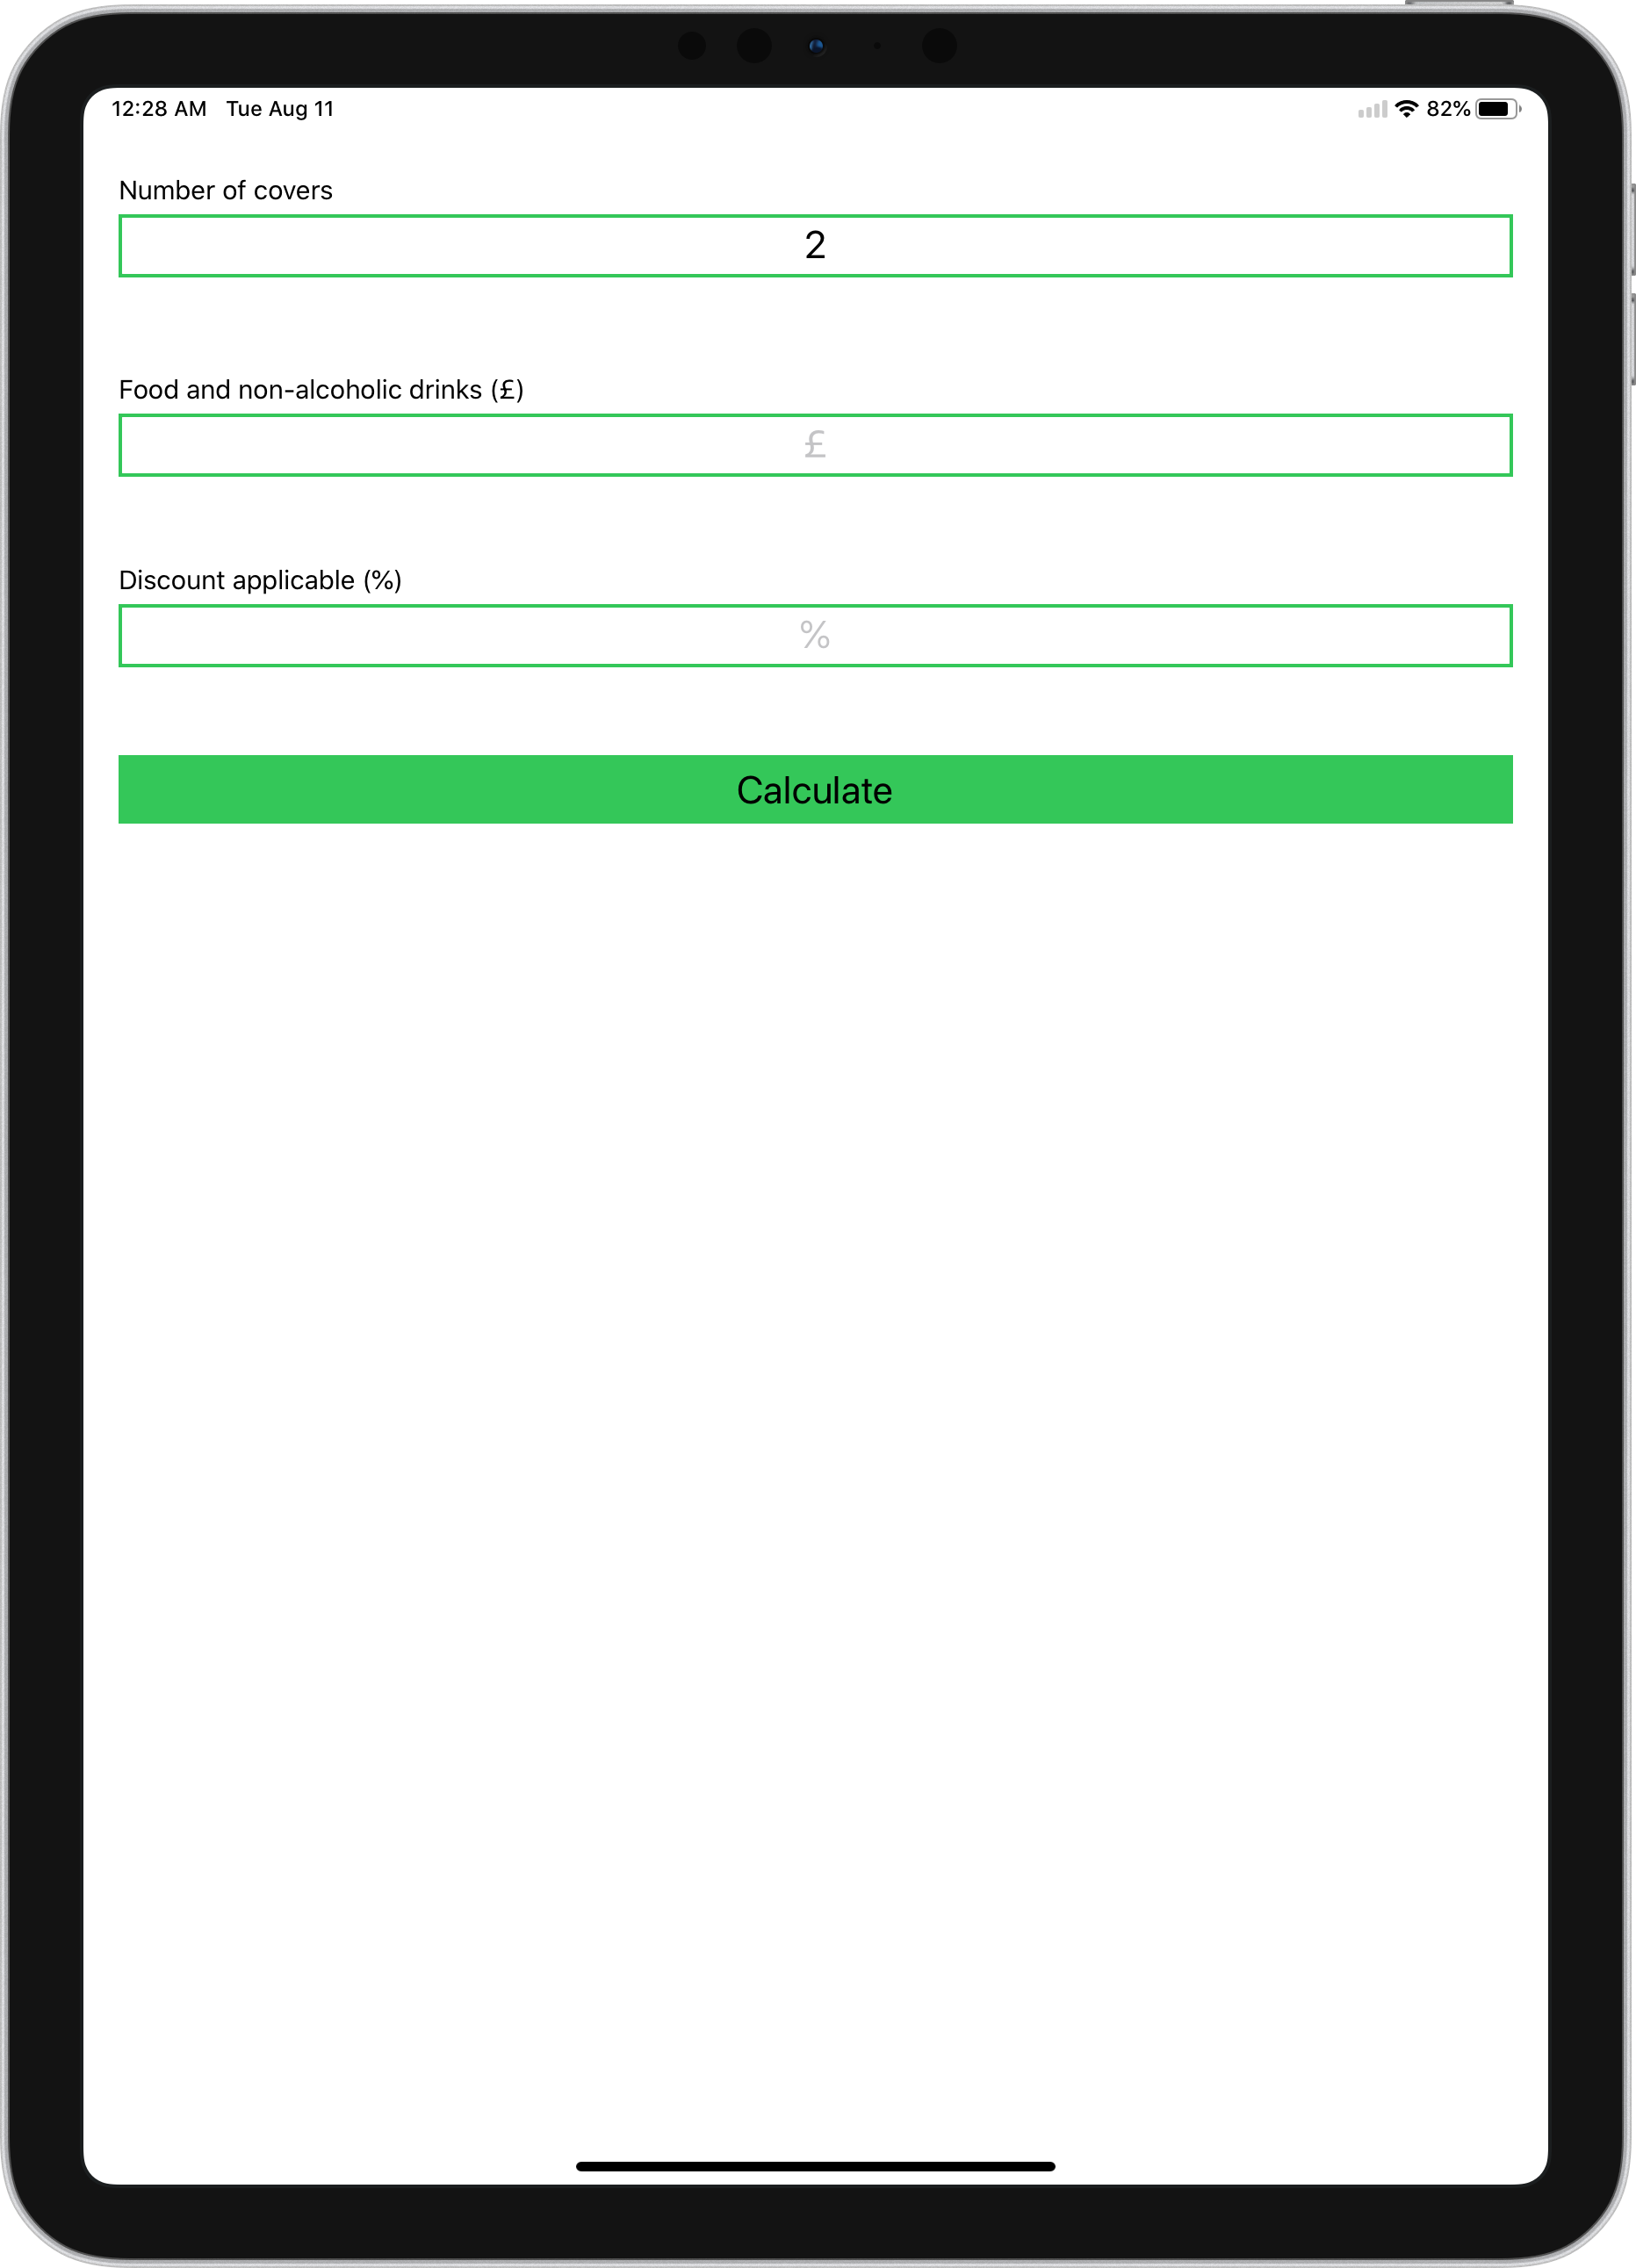 12:28 AM Tue Aug 11 82%
Number of covers
2
Food and non-alcoholic drinks (£)
£
Discount applicable (%)
%
Calculate